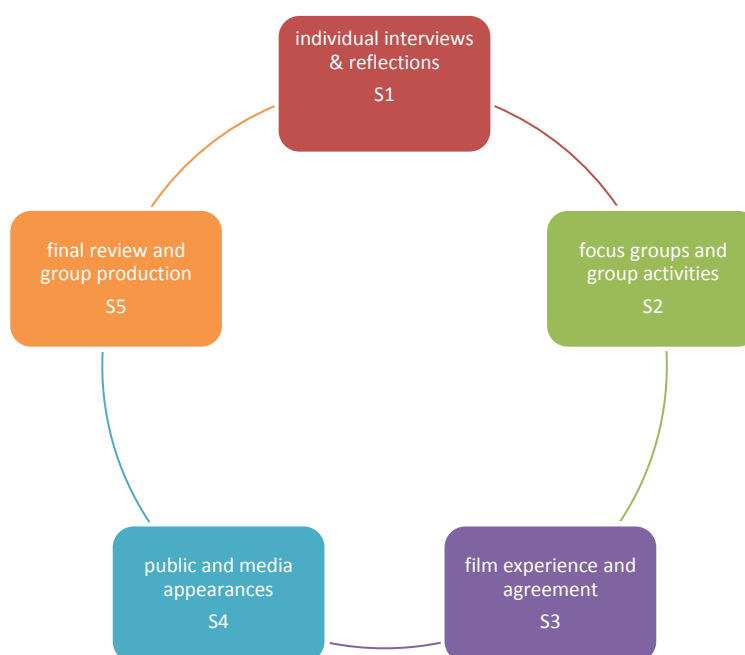 individual interviews
& reflections
S1
focus groups and
group activities
S2
film experience and
agreement
S3
public and media
appearances
S4
final review and
group production
S5